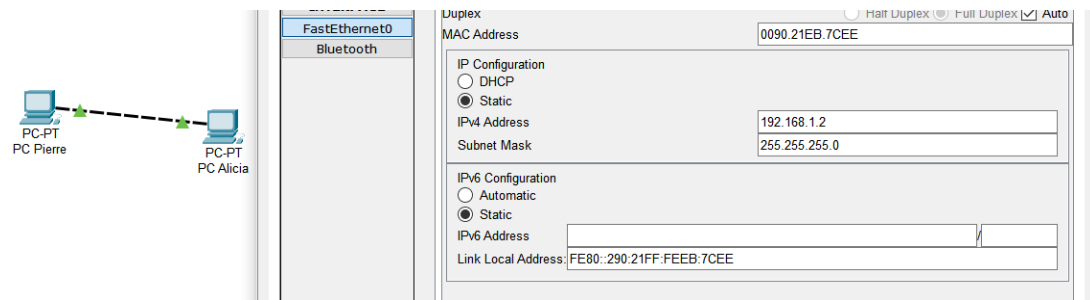 PC-PT
PC Pierre
PC-PT
PC Alicia
FastEthernet0
Bluetooth
Duplex
Half Duplex Full Duplex Auto
MAC Address 0090.21EB.7CEE
IP Configuration
DHCP
Static
IPv4 Address 192.168.1.2
Subnet Mask 255.255.255.0
IPv6 Configuration
Automatic
Static
IPv6 Address /
Link Local Address: FE80::290:21FF:FEEB:7CEE